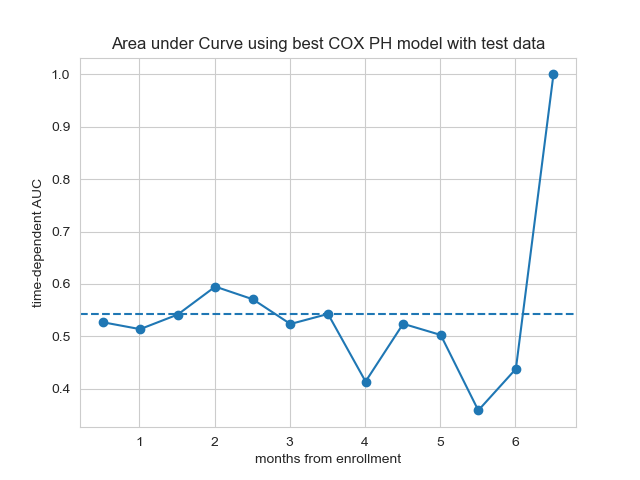 Area under Curve using best COX PH model with test data
1.0
0.9
0.8
0.7
0.6
0.5
0.4
time-dependent AUC
1 2 3 4 5 6
months from enrollment